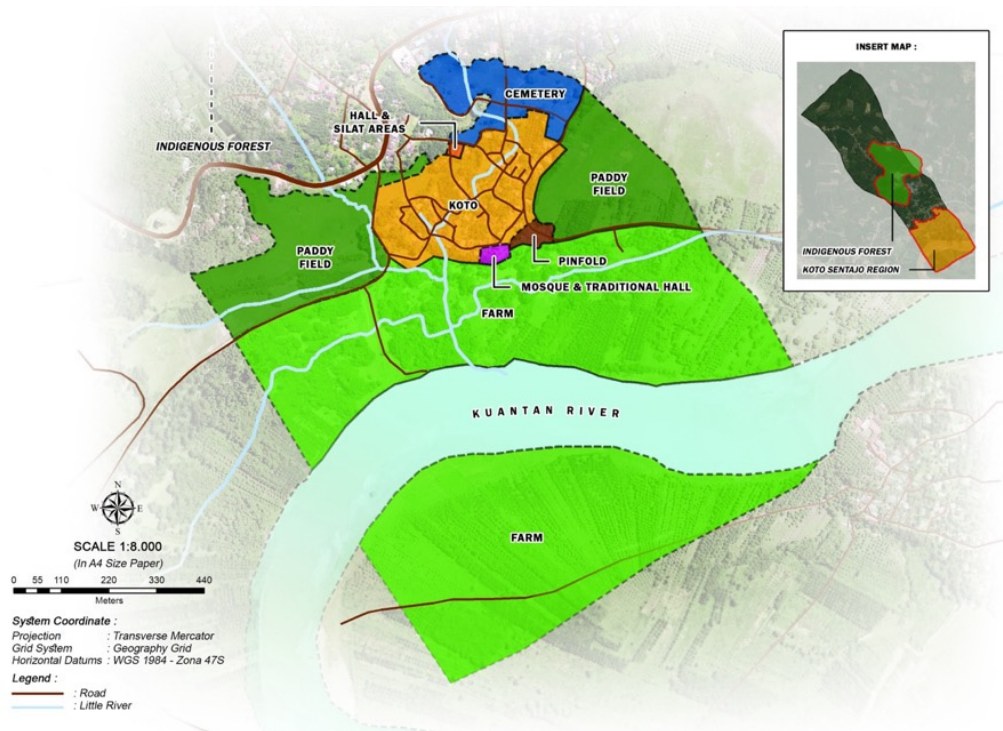 INSERT MAP :
INDIGENOUS FOREST
KOTO SENTAJO REGION
CEMETERY
HALL &
SILAT AREAS
INDIGENOUS FOREST
PADDY
FIELD
KOTO
PADDY
FIELD
PINFOLD
MOSQUE & TRADITIONAL HALL
FARM
KUANTAN RIVER
FARM
N
W E
S
SCALE 1:8.000
(In A4 Size Paper)
0 55 110 220 330 440
Meters
System Coordinate :
Projection : Transverse Mercator
Grid System : Geography Grid
Horizontal Datums : WGS 1984 - Zona 47S
Legend :
: Road
: Little River